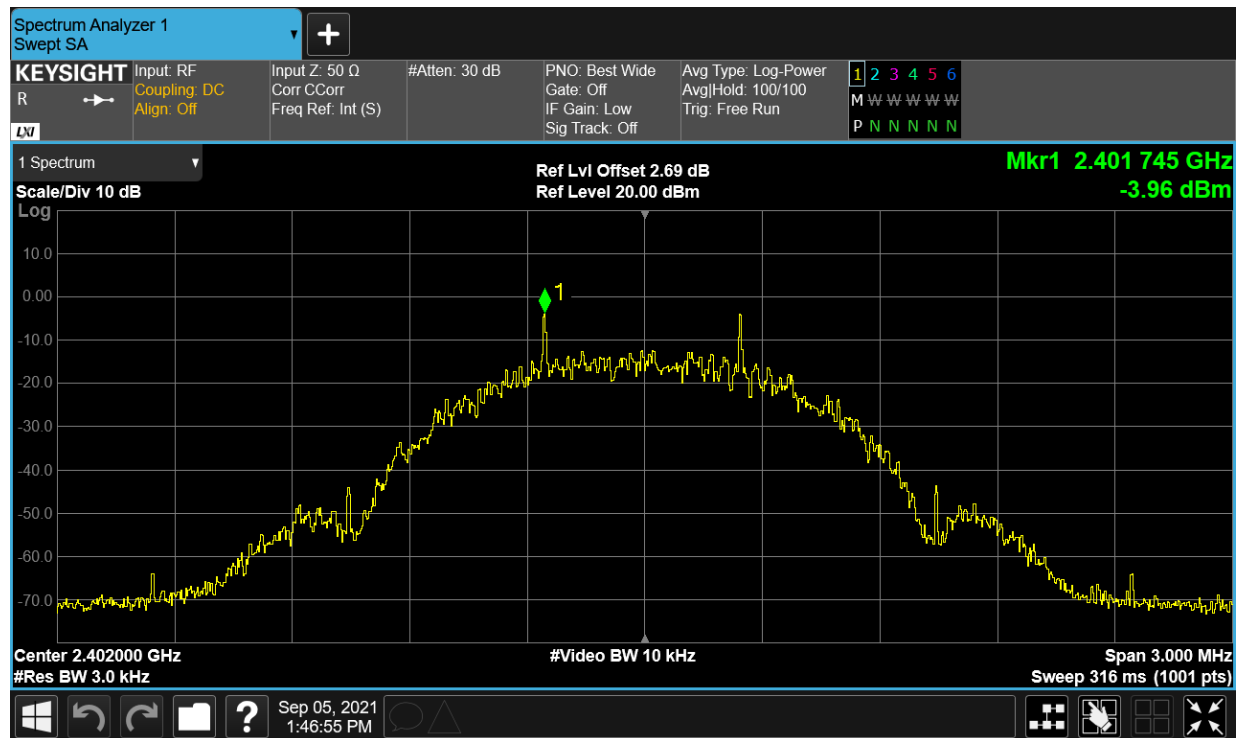 Spectrum Analyzer 1
Swept SA
KEYSIGHT
R
LXI
Input: RF
Coupling: DC
Align: Off
Input Z: 50 Ω
Corr CCorr
Freq Ref: Int (S)
#Atten: 30 dB
PNO: Best Wide
Gate: Off
IF Gain: Low
Sig Track: Off
Avg Type: Log-Power
Avg|Hold: 100/100
Trig: Free Run
1 2 3 4 5 6
M W W W W W W
P N N N N N N
1 Spectrum
Scale/Div 10 dB
Log
Ref Lvl Offset 2.69 dB
Ref Level 20.00 dBm
Mkr1 2.401 745 GHz
-3.96 dBm
10.0
0.00
1
-10.0
-20.0
-30.0
-40.0
-50.0
-60.0
-70.0
Center 2.402000 GHz
#Video BW 10 kHz
Span 3.000 MHz
#Res BW 3.0 kHz
Sweep 316 ms (1001 pts)
?
Sep 05, 2021
1:46:55 PM